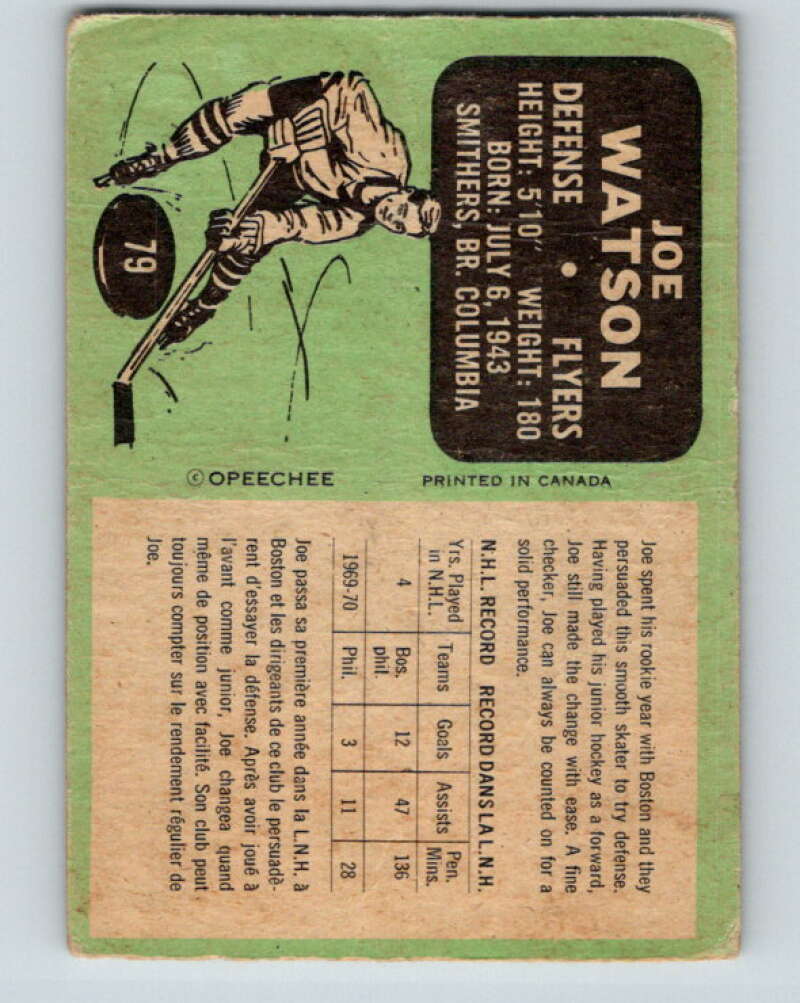 JOE
WATSON
DEFENSE • FLYERS
HEIGHT: 5'10" WEIGHT: 180
BORN: JULY 6, 1943
SMITHERS, BR. COLUMBIA
79
© OPEECHEE
PRINTED IN CANADA
Joe spent his rookie year with Boston and they
persuaded this smooth skater to try defense.
Having played his junior hockey as a forward,
Joe still made the change with ease. A fine
checker, Joe can always be counted on for a
solid performance.
N.H.L. RECORD RECORD DANS LA L.N.H.
Yrs. Played in N.H.L. Teams Goals Assists Pen. Mins.
4 Bos. phil. 12 47 136
1969-70 Phil. 3 11 28
Joe passa sa première année dans la L.N.H. à
Boston et les dirigeants de ce club le persuadè-
rent d'essayer la défense. Après avoir joué à
l'avant comme junior, Joe changea quand
même de position avec facilité. Son club peut
toujours compter sur le rendement régulier de
Joe.